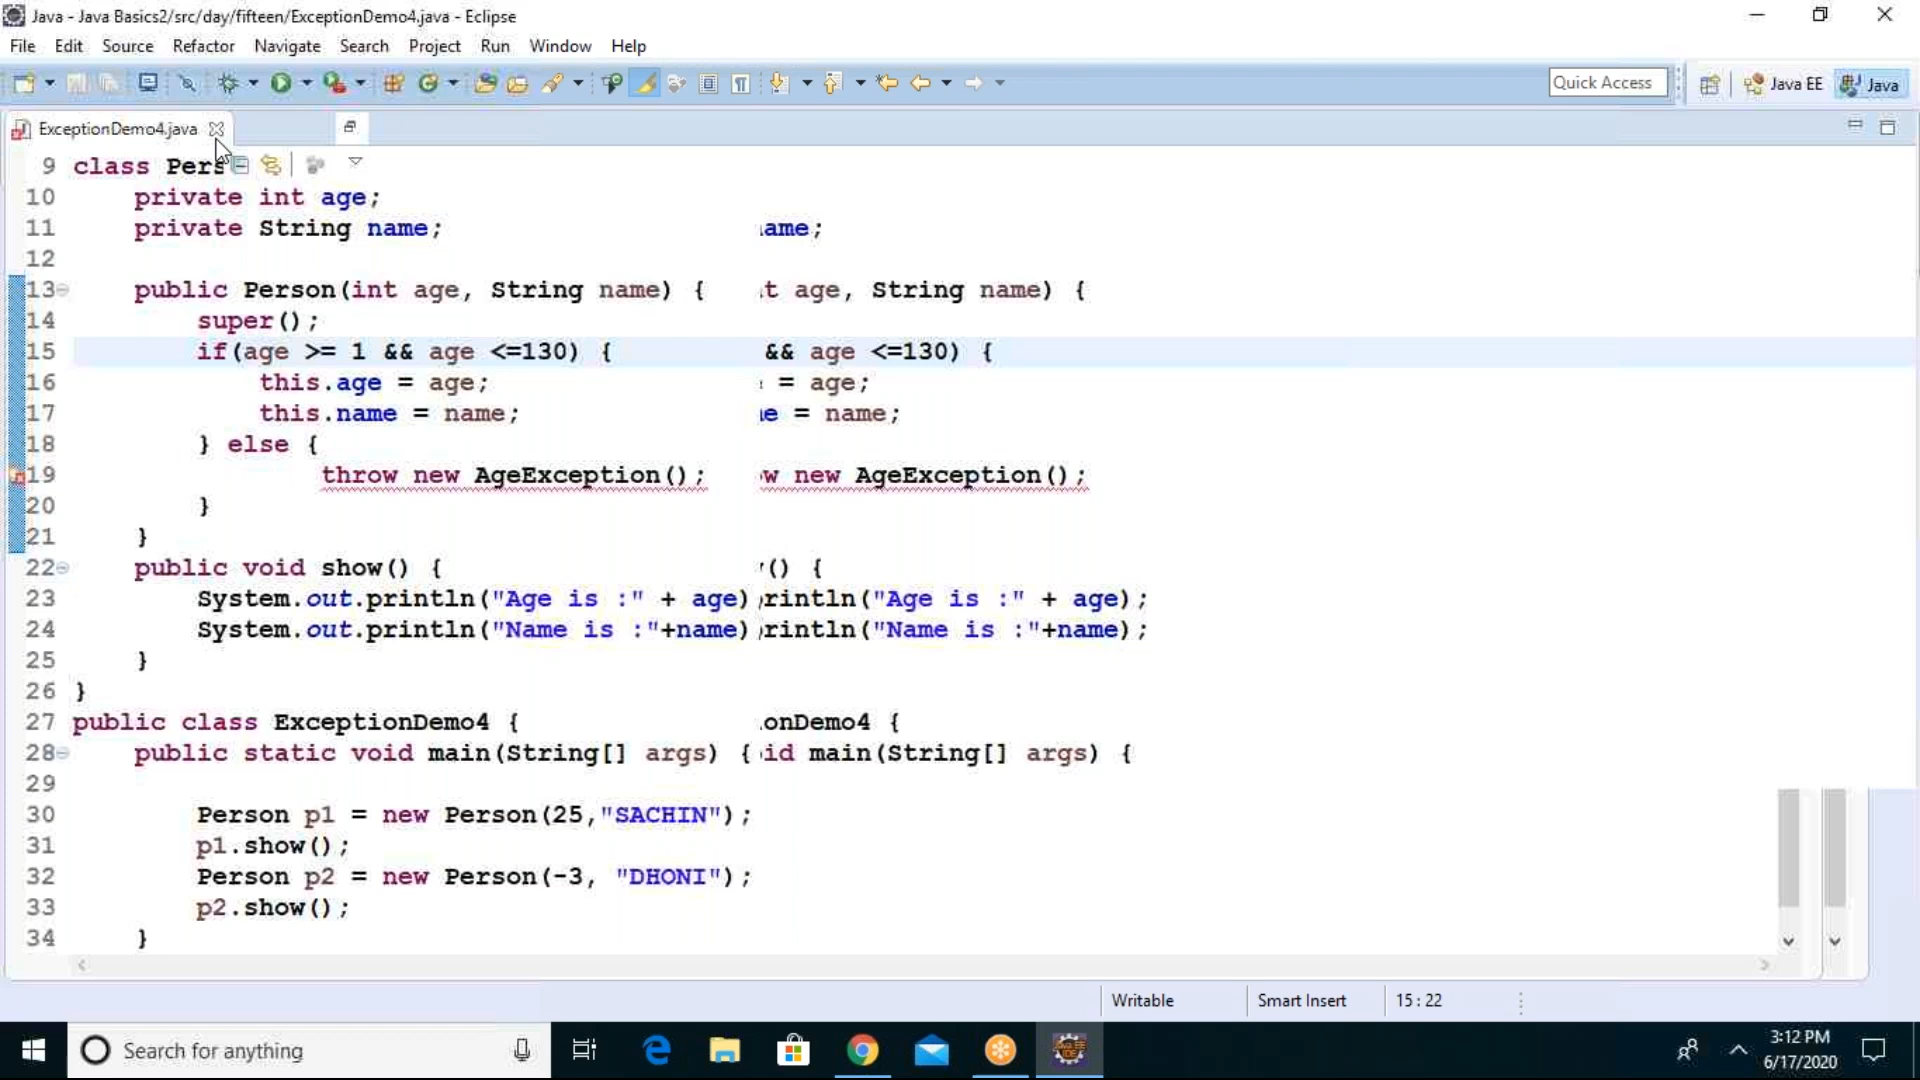 Java - Java Basics2/src/day/fifteen/ExceptionDemo4.java - Eclipse
File Edit Source Refactor Navigate Search Project Run Window Help
Quick Access Java EE Java
ExceptionDemo4.java
9 class Pers
10 private int age;
11 private String name; ame;
12
13 public Person(int age, String name) { t age, String name) {
14 super();
15 if(age >= 1 && age <=130) { && age <=130) {
16 this.age = age; = age;
17 this.name = name; e = name;
18 } else {
19 throw new AgeException(); w new AgeException();
20 }
21 }
22 public void show() { () {
23 System.out.println("Age is :" + age) rintln("Age is :" + age);
24 System.out.println("Name is :"+name) rintln("Name is :"+name);
25 }
26 }
27 public class ExceptionDemo4 { onDemo4 {
28 public static void main(String[] args) { id main(String[] args) {
29
30 Person p1 = new Person(25,"SACHIN");
31 p1.show();
32 Person p2 = new Person(-3, "DHONI");
33 p2.show();
34 }
Writable Smart Insert 15 : 22
Search for anything
Java EE
IDE
3:12 PM
6/17/2020